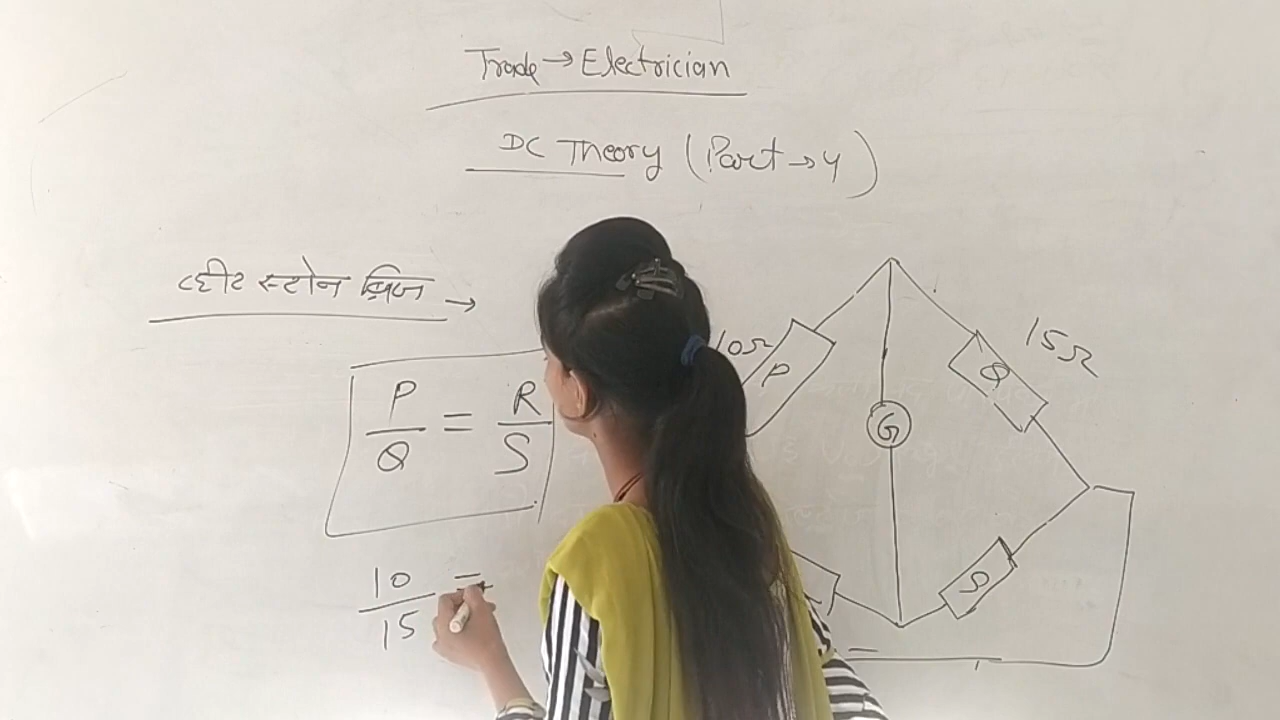 Trade → Electrician
DC Theory (Part → 4)
व्हीट स्टोन ब्रिज →
P/Q = R/S
10/15 =
10Ω
P
Q
15Ω
G
S